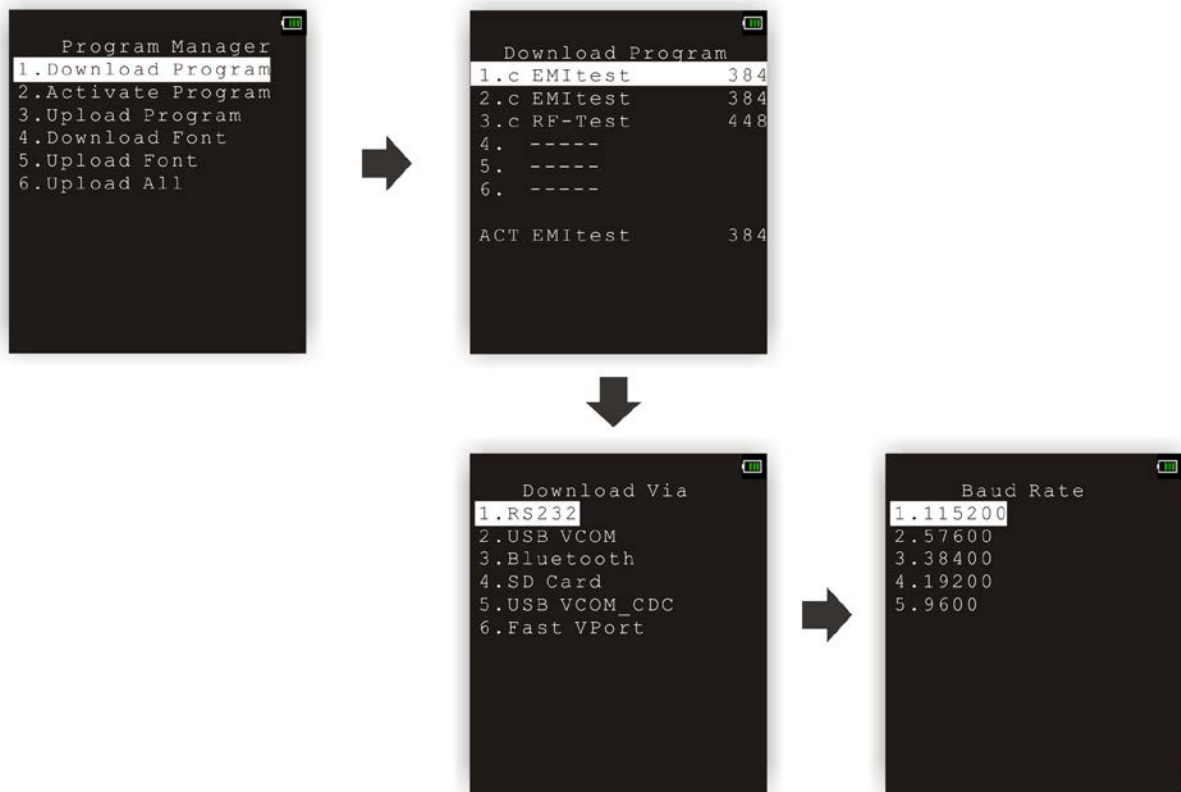 Program Manager
1.Download Program
2.Activate Program
3.Upload Program
4.Download Font
5.Upload Font
6.Upload All
Download Program
1.c EMItest 384
2.c EMItest 384
3.c RF-Test 448
4. -----
5. -----
6. -----
ACT EMItest 384
Download Via
1.RS232
2.USB VCOM
3.Bluetooth
4.SD Card
5.USB VCOM_CDC
6.Fast VPort
Baud Rate
1.115200
2.57600
3.38400
4.19200
5.9600